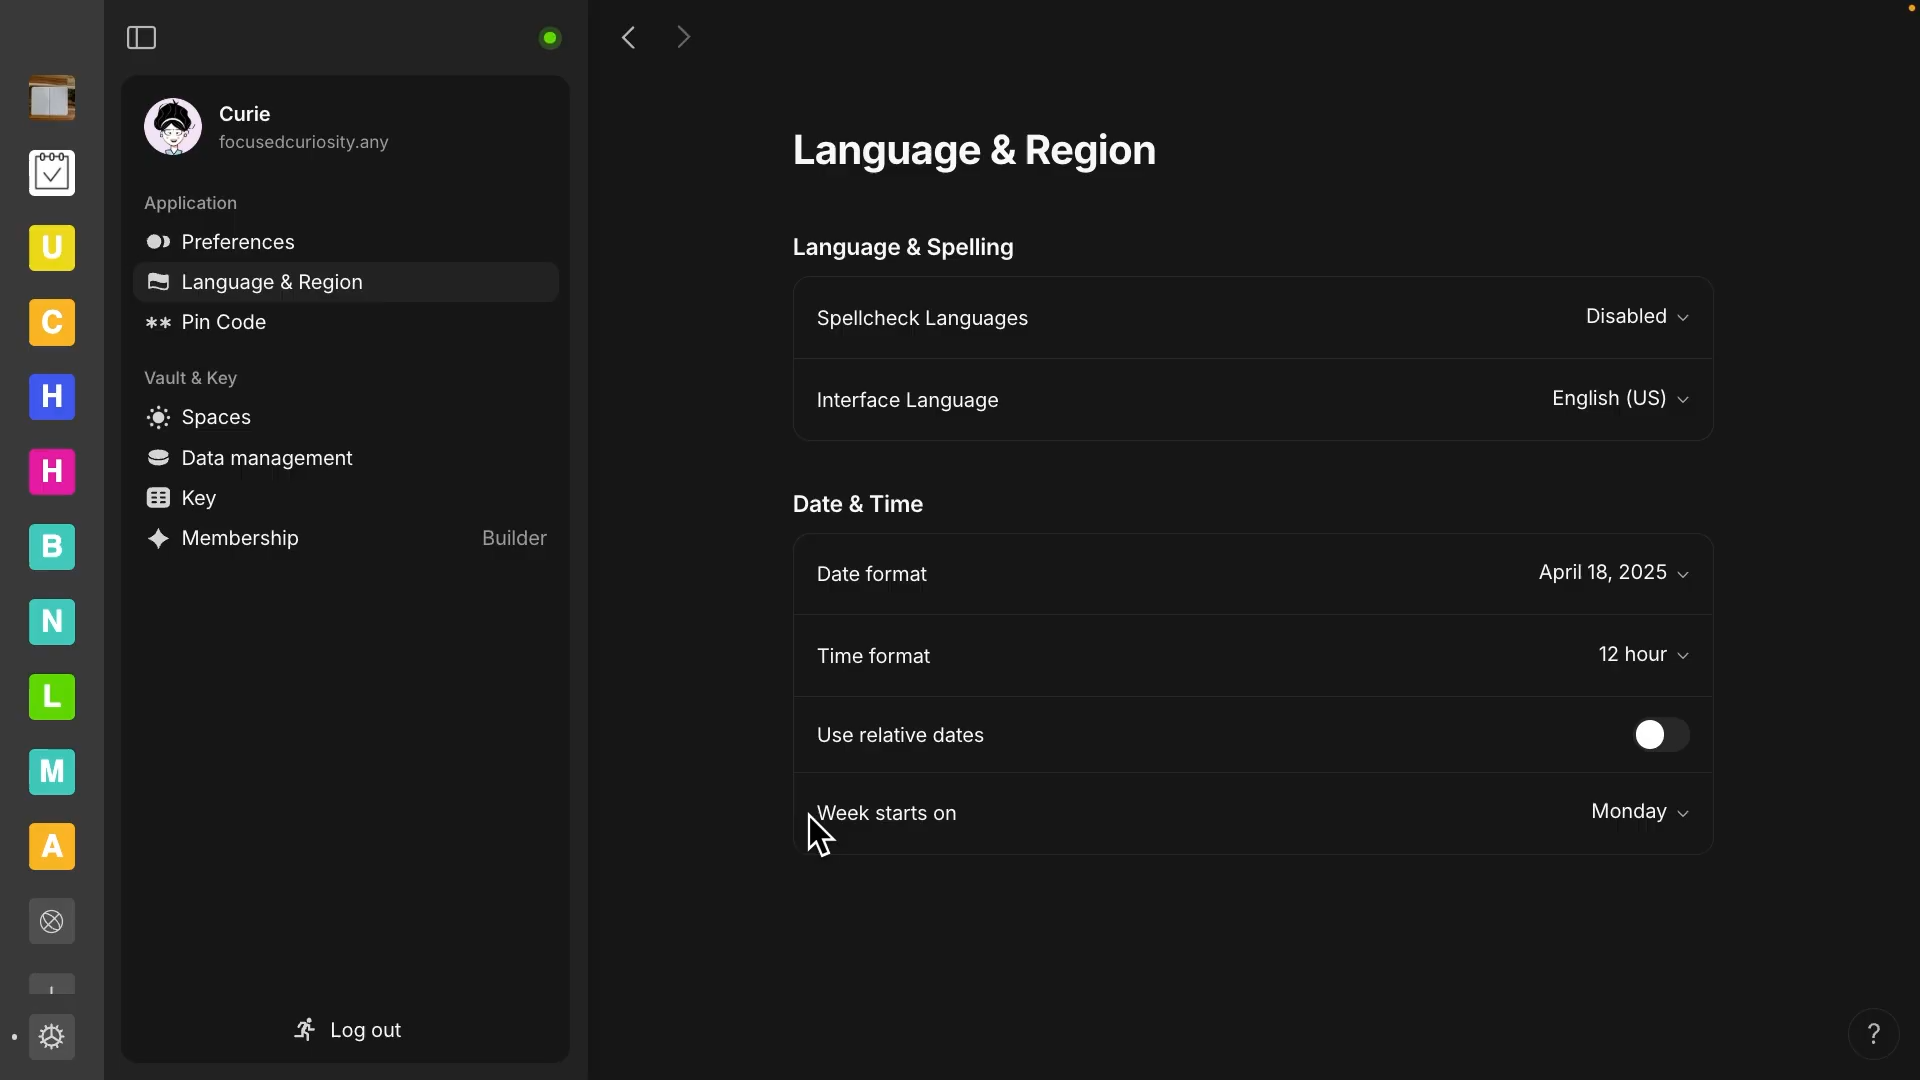 Curie
focusedcuriosity.any
Application
Preferences
Language & Region
Pin Code
Vault & Key
Spaces
Data management
Key
Membership Builder
Log out
U
C
H
H
B
N
L
M
A
Language & Region
Language & Spelling
Spellcheck Languages Disabled
Interface Language English (US)
Date & Time
Date format April 18, 2025
Time format 12 hour
Use relative dates
Week starts on Monday
?